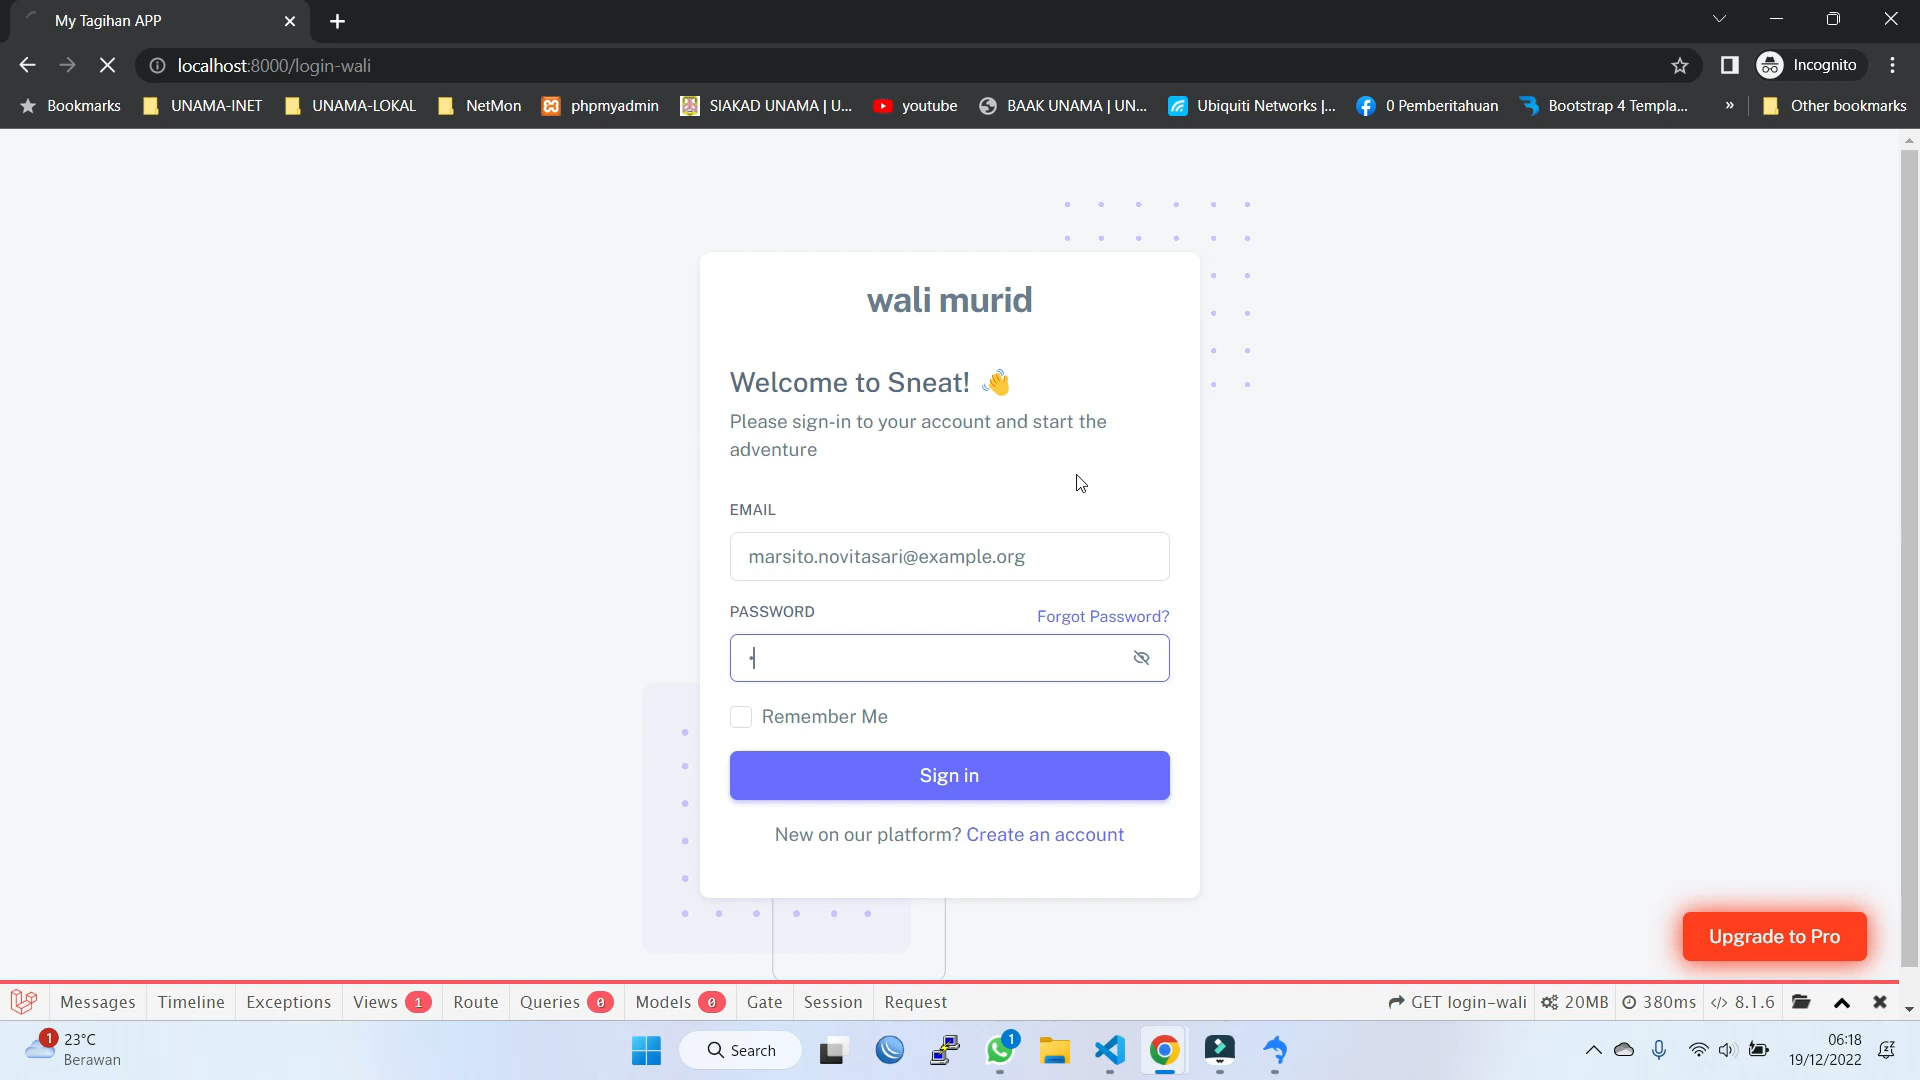 My Tagihan APP
localhost:8000/login-wali
Incognito
Bookmarks UNAMA-INET UNAMA-LOKAL NetMon phpmyadmin SIAKAD UNAMA | U... youtube BAAK UNAMA | UN... Ubiquiti Networks |... 0 Pemberitahuan Bootstrap 4 Templa... » Other bookmarks
wali murid
Welcome to Sneat! 👋
Please sign-in to your account and start the
adventure
EMAIL
marsito.novitasari@example.org
PASSWORD
Forgot Password?
Remember Me
Sign in
New on our platform? Create an account
Upgrade to Pro
Messages Timeline Exceptions Views 1 Route Queries 0 Models 0 Gate Session Request GET login-wali 20MB 380ms 8.1.6
1 23°C
Berawan
Search
1
06:18
19/12/2022